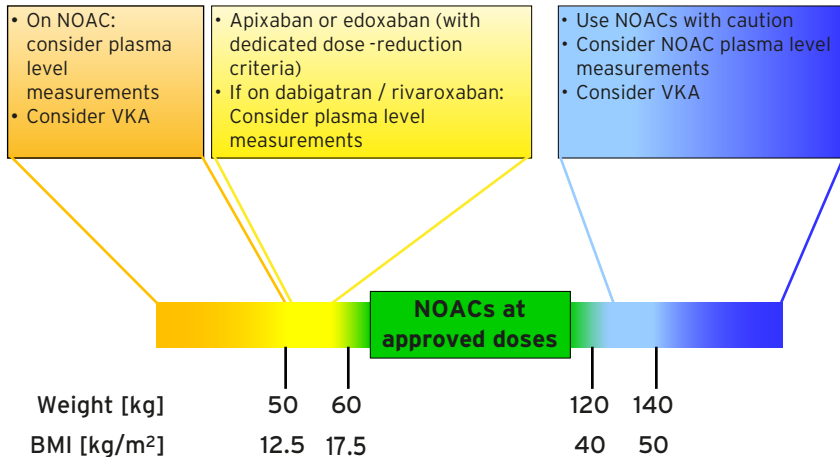 • On NOAC:
consider plasma
level
measurements
• Consider VKA
• Apixaban or edoxaban (with
dedicated dose -reduction
criteria)
• If on dabigatran / rivaroxaban:
Consider plasma level
measurements
• Use NOACs with caution
• Consider NOAC plasma level
measurements
• Consider VKA
NOACs at
approved doses
Weight [kg] 50 60 120 140
BMI [kg/m²] 12.5 17.5 40 50